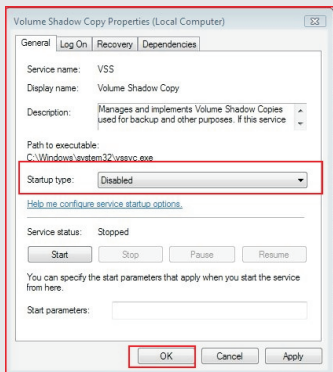 Volume Shadow Copy Properties (Local Computer)
General Log On Recovery Dependencies
Service name: VSS
Display name: Volume Shadow Copy
Description: Manages and implements Volume Shadow Copies
used for backup and other purposes. If this service
Path to executable:
C:\Windows\system32\vssvc.exe
Startup type: Disabled
Help me configure service startup options.
Service status: Stopped
Start Stop Pause Resume
You can specify the start parameters that apply when you start the service
from here.
Start parameters:
OK Cancel Apply